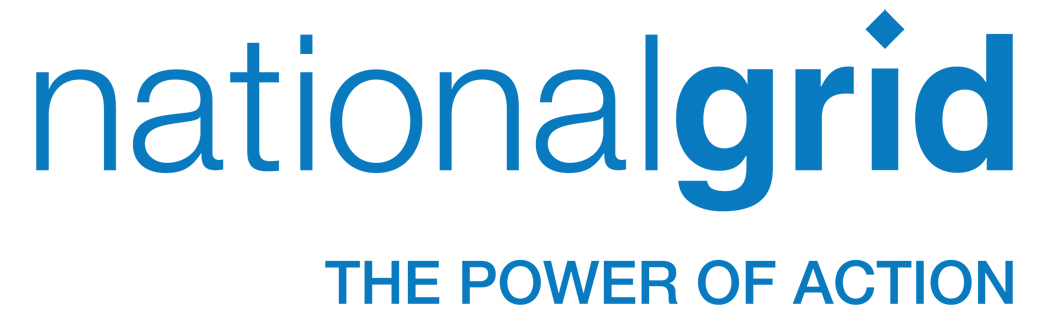 nationalgrid
THE POWER OF ACTION